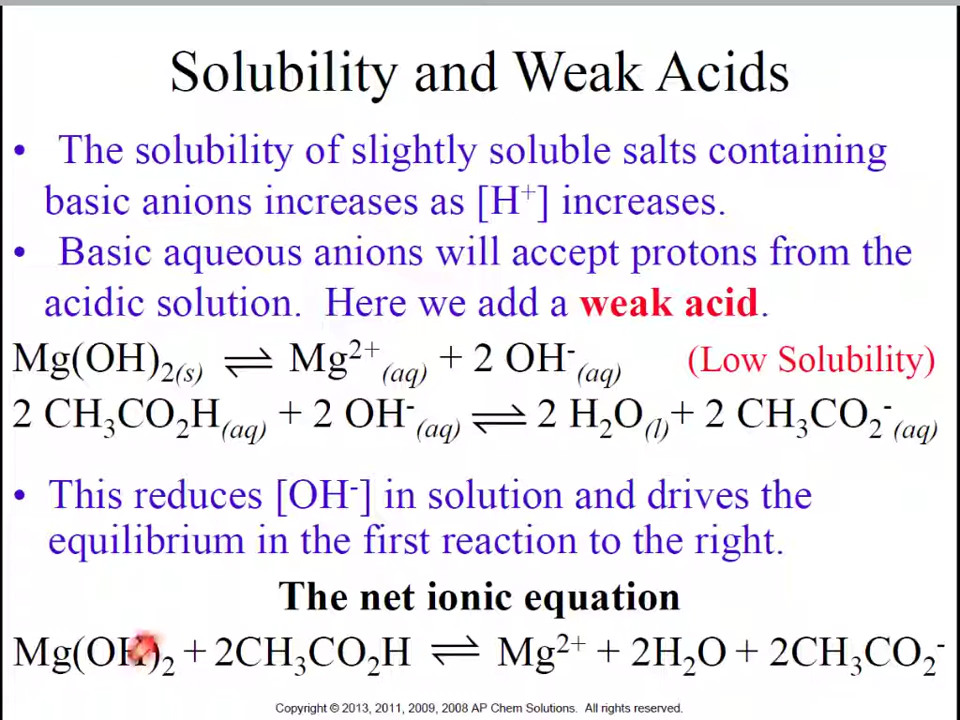 Solubility and Weak Acids
• The solubility of slightly soluble salts containing
basic anions increases as [H⁺] increases.
• Basic aqueous anions will accept protons from the
acidic solution. Here we add a weak acid.
Mg(OH)₂(s) ⇌ Mg²⁺(aq) + 2 OH⁻(aq) (Low Solubility)
2 CH₃CO₂H(aq) + 2 OH⁻(aq) ⇌ 2 H₂O(l) + 2 CH₃CO₂⁻(aq)
• This reduces [OH⁻] in solution and drives the
equilibrium in the first reaction to the right.
The net ionic equation
Mg(OH)₂ + 2CH₃CO₂H ⇌ Mg²⁺ + 2H₂O + 2CH₃CO₂⁻
Copyright © 2013, 2011, 2009, 2008 AP Chem Solutions. All rights reserved.